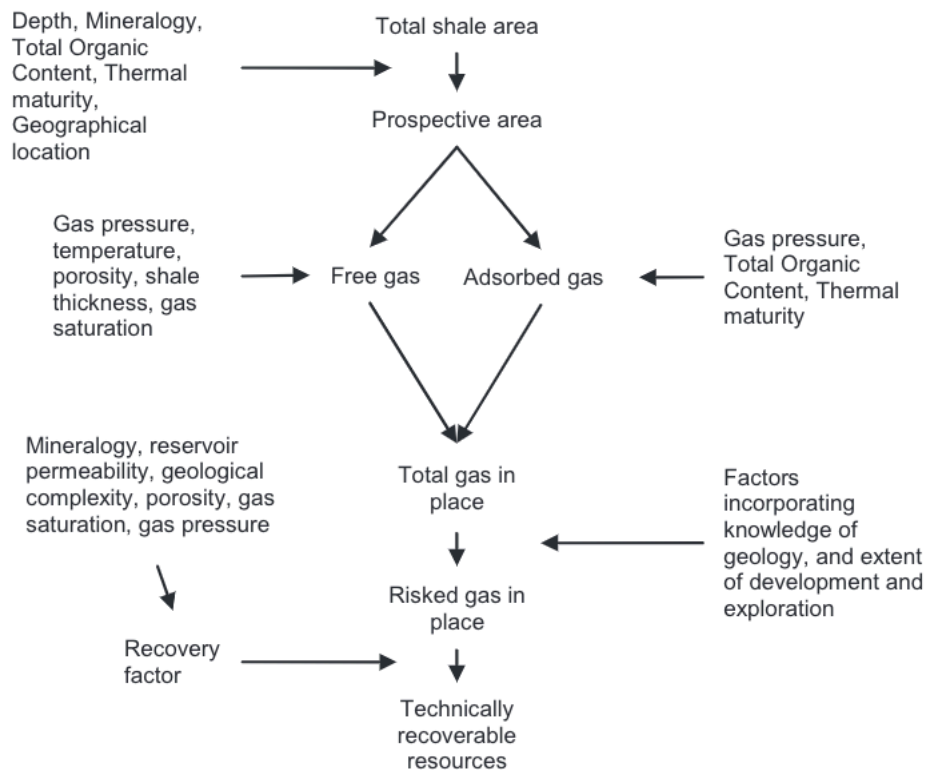 Depth, Mineralogy,
Total Organic
Content, Thermal
maturity,
Geographical
location
Total shale area
Prospective area
Gas pressure,
temperature,
porosity, shale
thickness, gas
saturation
Free gas
Adsorbed gas
Gas pressure,
Total Organic
Content, Thermal
maturity
Mineralogy, reservoir
permeability, geological
complexity, porosity, gas
saturation, gas pressure
Total gas in
place
Factors
incorporating
knowledge of
geology, and extent
of development and
exploration
Risked gas in
place
Recovery
factor
Technically
recoverable
resources